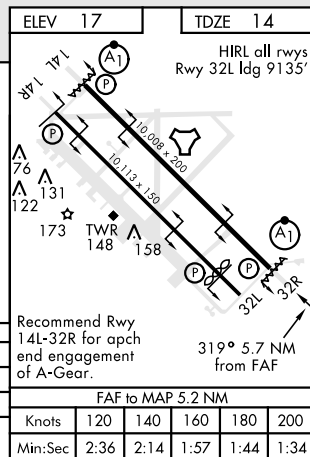 ELEV 17
TDZE 14
HIRL all rwys
Rwy 32L ldg 9135'
A1
14L
14R
P
P
10,008 x 200
10,113 x 150
76
122
131
173
TWR
148
158
A1
P
P
32L
32R
Recommend Rwy
14L-32R for apch
end engagement
of A-Gear.
319° 5.7 NM
from FAF
FAF to MAP 5.2 NM
Knots 120 140 160 180 200
Min:Sec 2:36 2:14 1:57 1:44 1:34